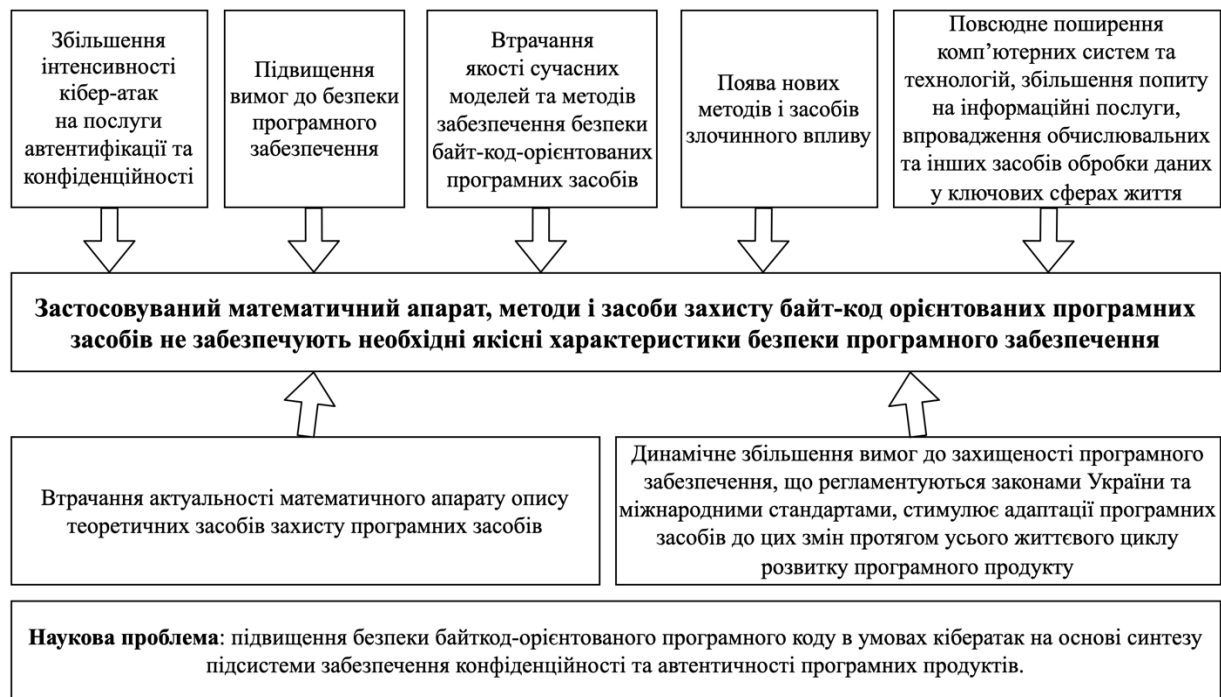 Збільшення
інтенсивності
кібер-атак
на послуги
автентифікації та
конфіденційності
Підвищення
вимог до безпеки
програмного
забезпечення
Втрачання
якості сучасних
моделей та методів
забезпечення безпеки
байт-код-орієнтованих
програмних засобів
Поява нових
методів і засобів
злочинного впливу
Повсюдне поширення
комп’ютерних систем та
технологій, збільшення попиту
на інформаційні послуги,
впровадження обчислювальних
та інших засобів обробки даних
у ключових сферах життя
Застосовуваний математичний апарат, методи і засоби захисту байт-код орієнтованих програмних
засобів не забезпечують необхідні якісні характеристики безпеки програмного забезпечення
Втрачання актуальності математичного апарату опису
теоретичних засобів захисту програмних засобів
Динамічне збільшення вимог до захищеності програмного
забезпечення, що регламентуються законами України та
міжнародними стандартами, стимулює адаптації програмних
засобів до цих змін протягом усього життєвого циклу
розвитку програмного продукту
Наукова проблема: підвищення безпеки байткод-орієнтованого програмного коду в умовах кібератак на основі синтезу
підсистеми забезпечення конфіденційності та автентичності програмних продуктів.